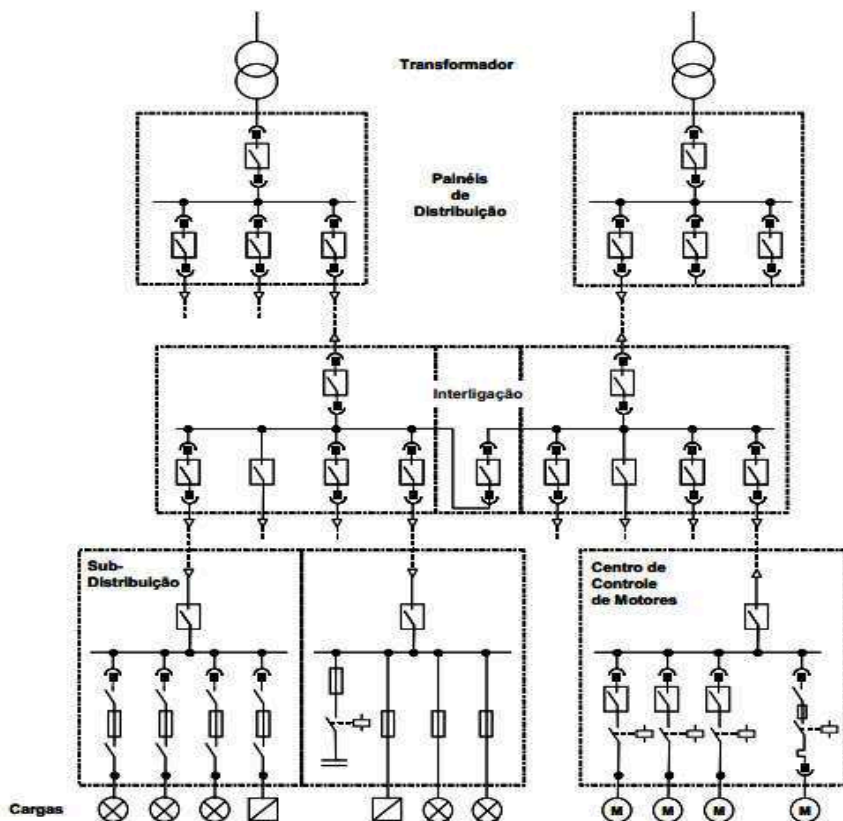 Transformador
Painéis
de
Distribuição
Interligação
Sub-
Distribuição
Centro de
Controle
de Motores
Cargas
M
M
M
M